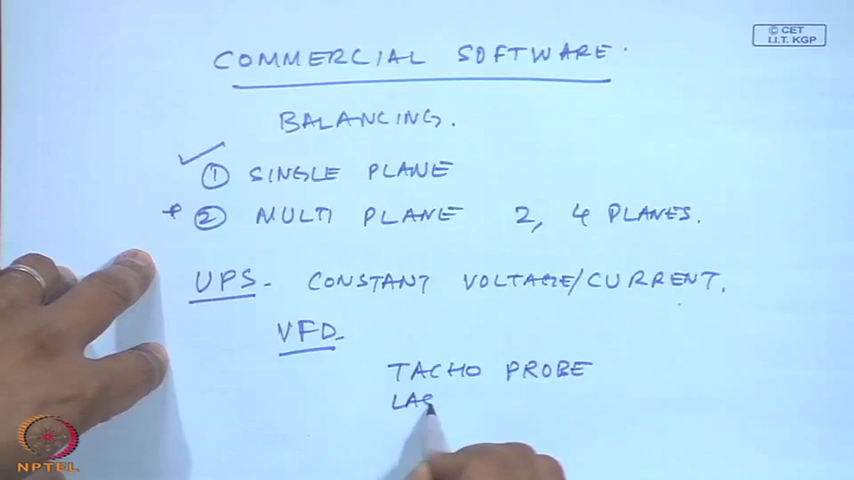 © CET
I.I.T. KGP
COMMERCIAL SOFTWARE.
BALANCING.
① SINGLE PLANE
* ② MULTI PLANE 2, 4 PLANES.
UPS - CONSTANT VOLTAGE/CURRENT.
VFD -
TACHO PROBE
LAS
NPTEL